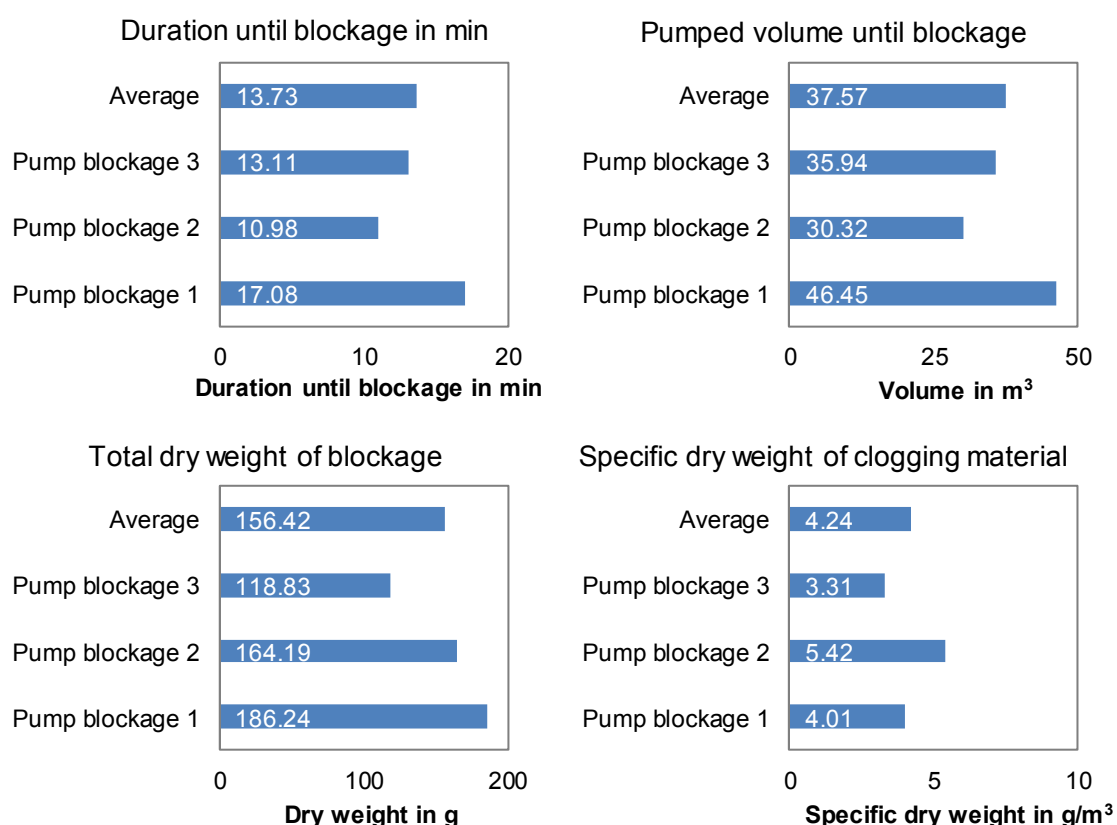 Duration until blockage in min
Average 13.73
Pump blockage 3 13.11
Pump blockage 2 10.98
Pump blockage 1 17.08
0 10 20
Duration until blockage in min
Pumped volume until blockage
Average 37.57
Pump blockage 3 35.94
Pump blockage 2 30.32
Pump blockage 1 46.45
0 25 50
Volume in m³
Total dry weight of blockage
Average 156.42
Pump blockage 3 118.83
Pump blockage 2 164.19
Pump blockage 1 186.24
0 100 200
Dry weight in g
Specific dry weight of clogging material
Average 4.24
Pump blockage 3 3.31
Pump blockage 2 5.42
Pump blockage 1 4.01
0 5 10
Specific dry weight in g/m³